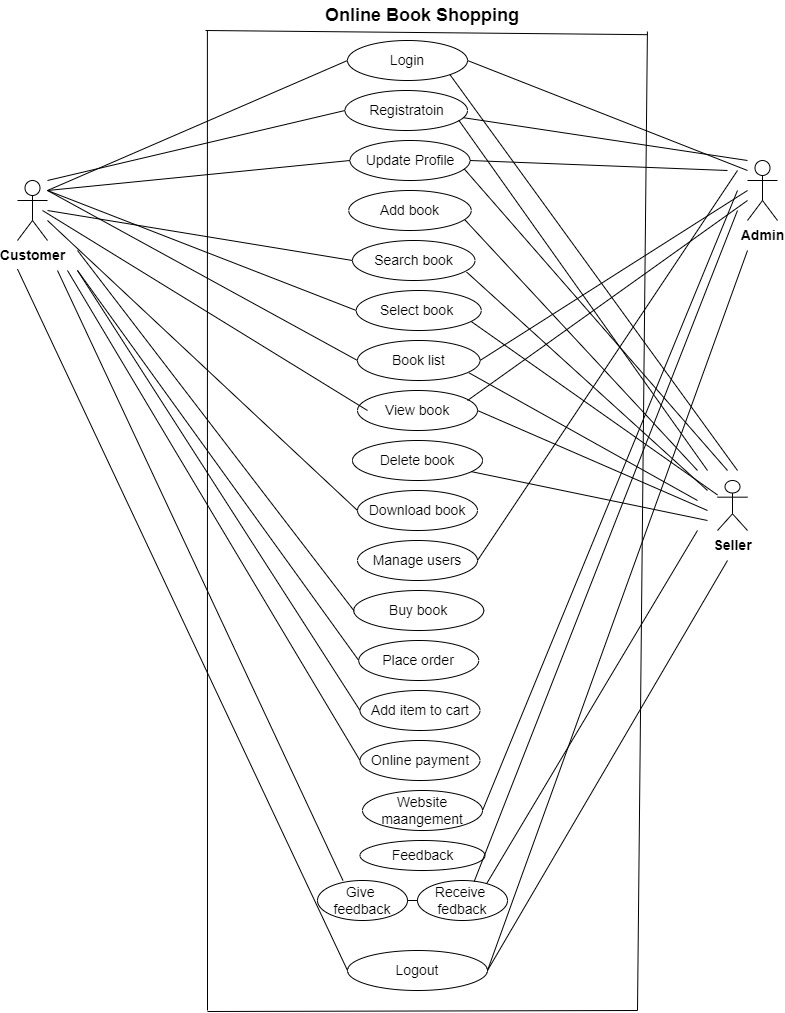 Online Book Shopping
Login
Registratoin
Update Profile
Add book
Customer
Admin
Search book
Select book
Book list
View book
Delete book
Download book
Seller
Manage users
Buy book
Place order
Add item to cart
Online payment
Website
maangement
Feedback
Give
feedback
Receive
fedback
Logout